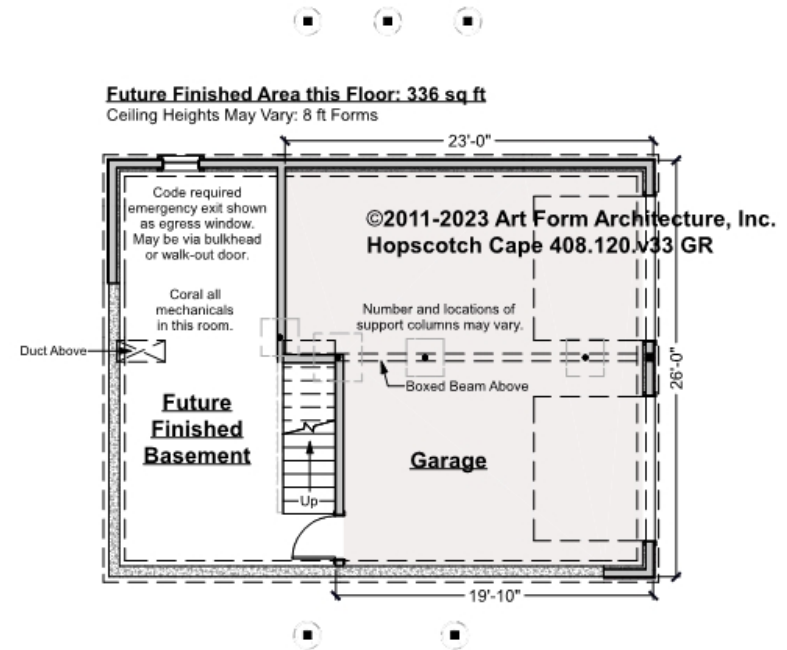 Future Finished Area this Floor: 336 sq ft
Ceiling Heights May Vary: 8 ft Forms
23'-0"
Code required
emergency exit shown
as egress window.
May be via bulkhead
or walk-out door.
©2011-2023 Art Form Architecture, Inc.
Hopscotch Cape 408.120.v33 GR
Coral all
mechanicals
in this room.
Number and locations of
support columns may vary.
Duct Above
26'-0"
Boxed Beam Above
Future
Finished
Basement
Garage
Up
19'-10"